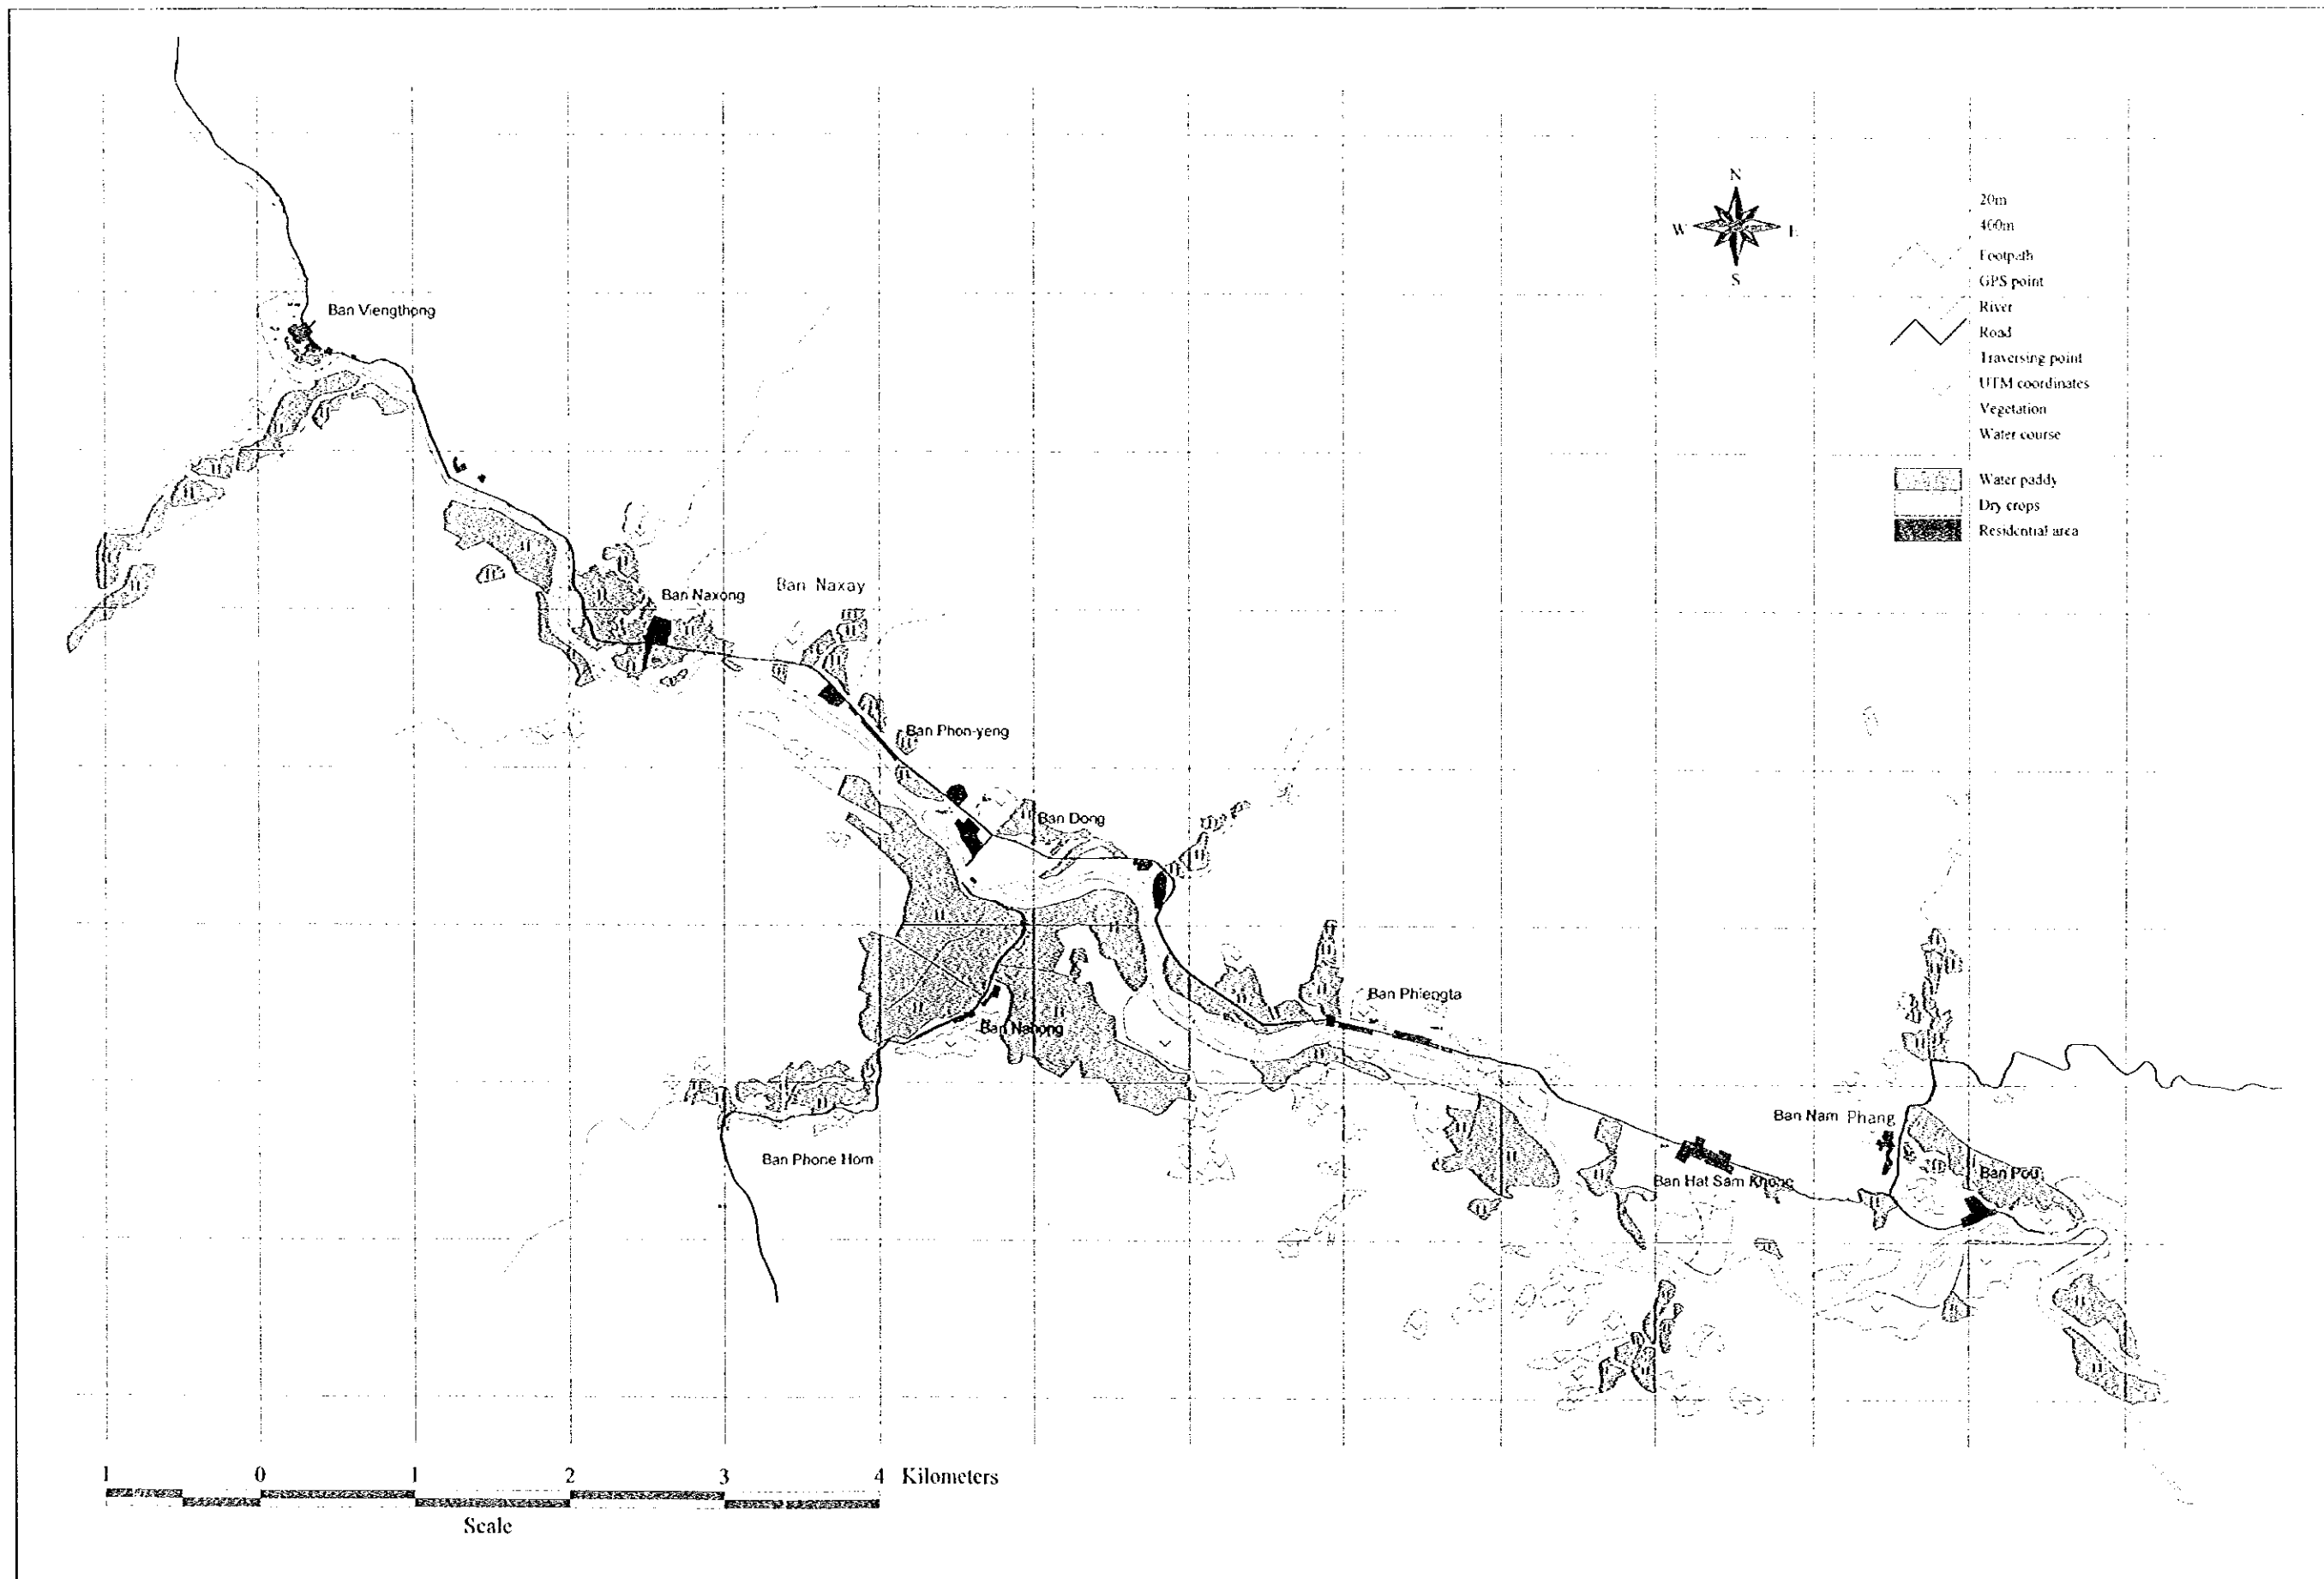 N
W
E
S
20m
400m
Footpath
GPS point
River
Road
Traversing point
UTM coordinates
Vegetation
Water course
Water paddy
Dry crops
Residential area
Ban Viengthong
Ban Naxong
Ban Naxay
Ban Phon-yeng
Ban Dong
Ban Phiengta
Ban Nahong
Ban Nam Phang
Ban Phone Hom
Ban Pou
Ban Hat Sam Khong
1 0 1 2 3 4 Kilometers
Scale